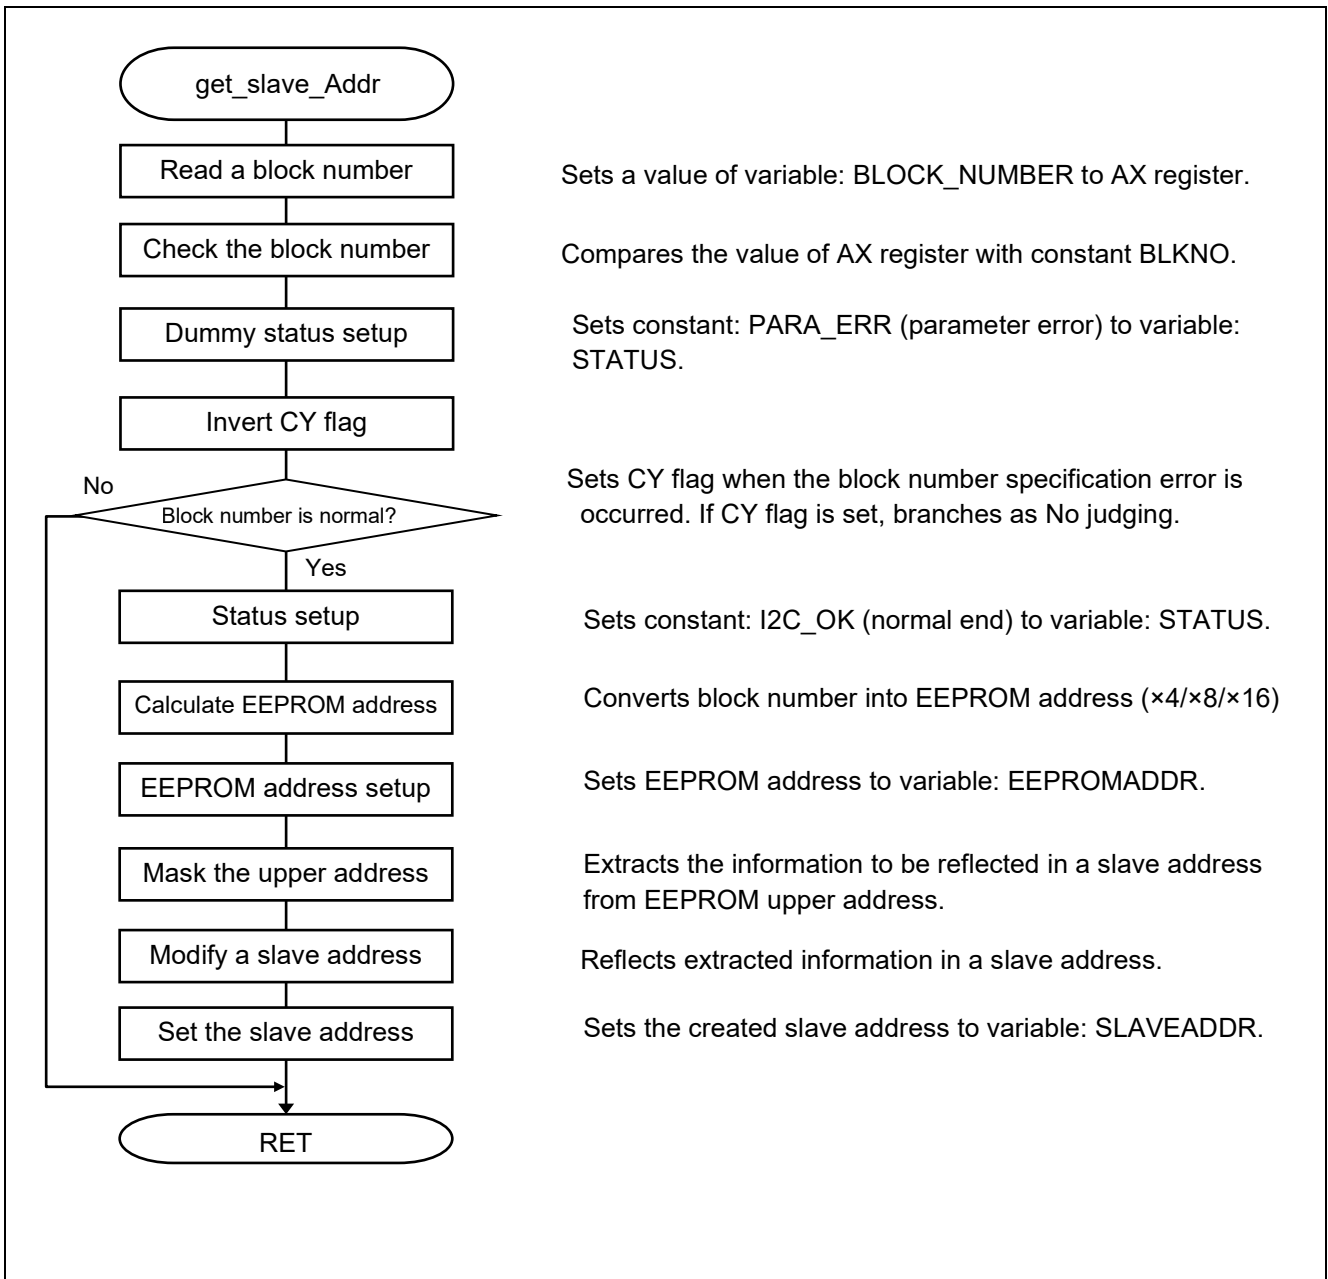 get_slave_Addr
Read a block number
Sets a value of variable: BLOCK_NUMBER to AX register.
Check the block number
Compares the value of AX register with constant BLKNO.
Dummy status setup
Sets constant: PARA_ERR (parameter error) to variable:
STATUS.
Invert CY flag
No
Block number is normal?
Sets CY flag when the block number specification error is
occurred. If CY flag is set, branches as No judging.
Yes
Status setup
Sets constant: I2C_OK (normal end) to variable: STATUS.
Calculate EEPROM address
Converts block number into EEPROM address (×4/×8/×16)
EEPROM address setup
Sets EEPROM address to variable: EEPROMADDR.
Mask the upper address
Extracts the information to be reflected in a slave address
from EEPROM upper address.
Modify a slave address
Reflects extracted information in a slave address.
Set the slave address
Sets the created slave address to variable: SLAVEADDR.
RET